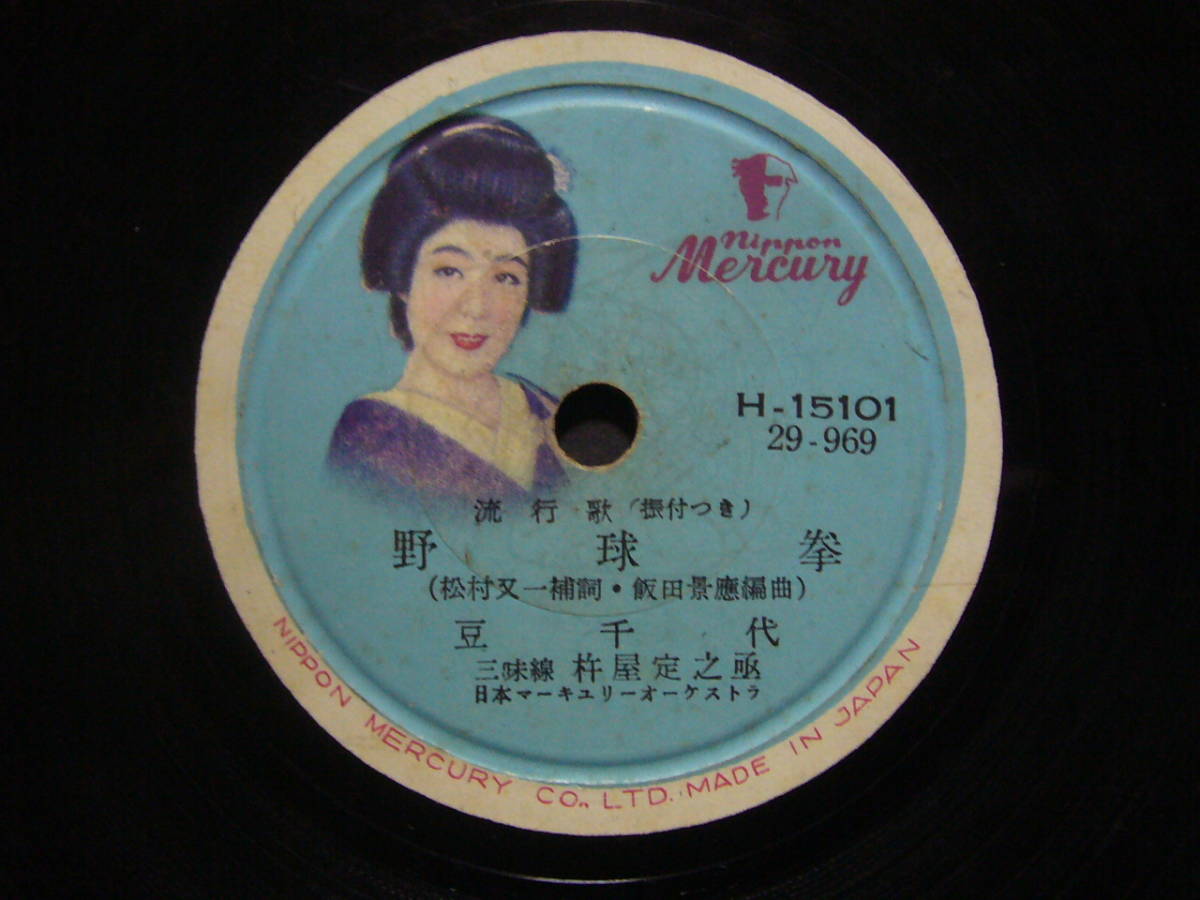 nippon
Mercury
H-15101
29-969
流行歌(振付つき)
野球拳
(松村又一補詞・飯田景應編曲)
豆千代
三味線 杵屋定之亟
日本マーキュリーオーケストラ
NIPPON MERCURY CO., LTD. MADE IN JAPAN